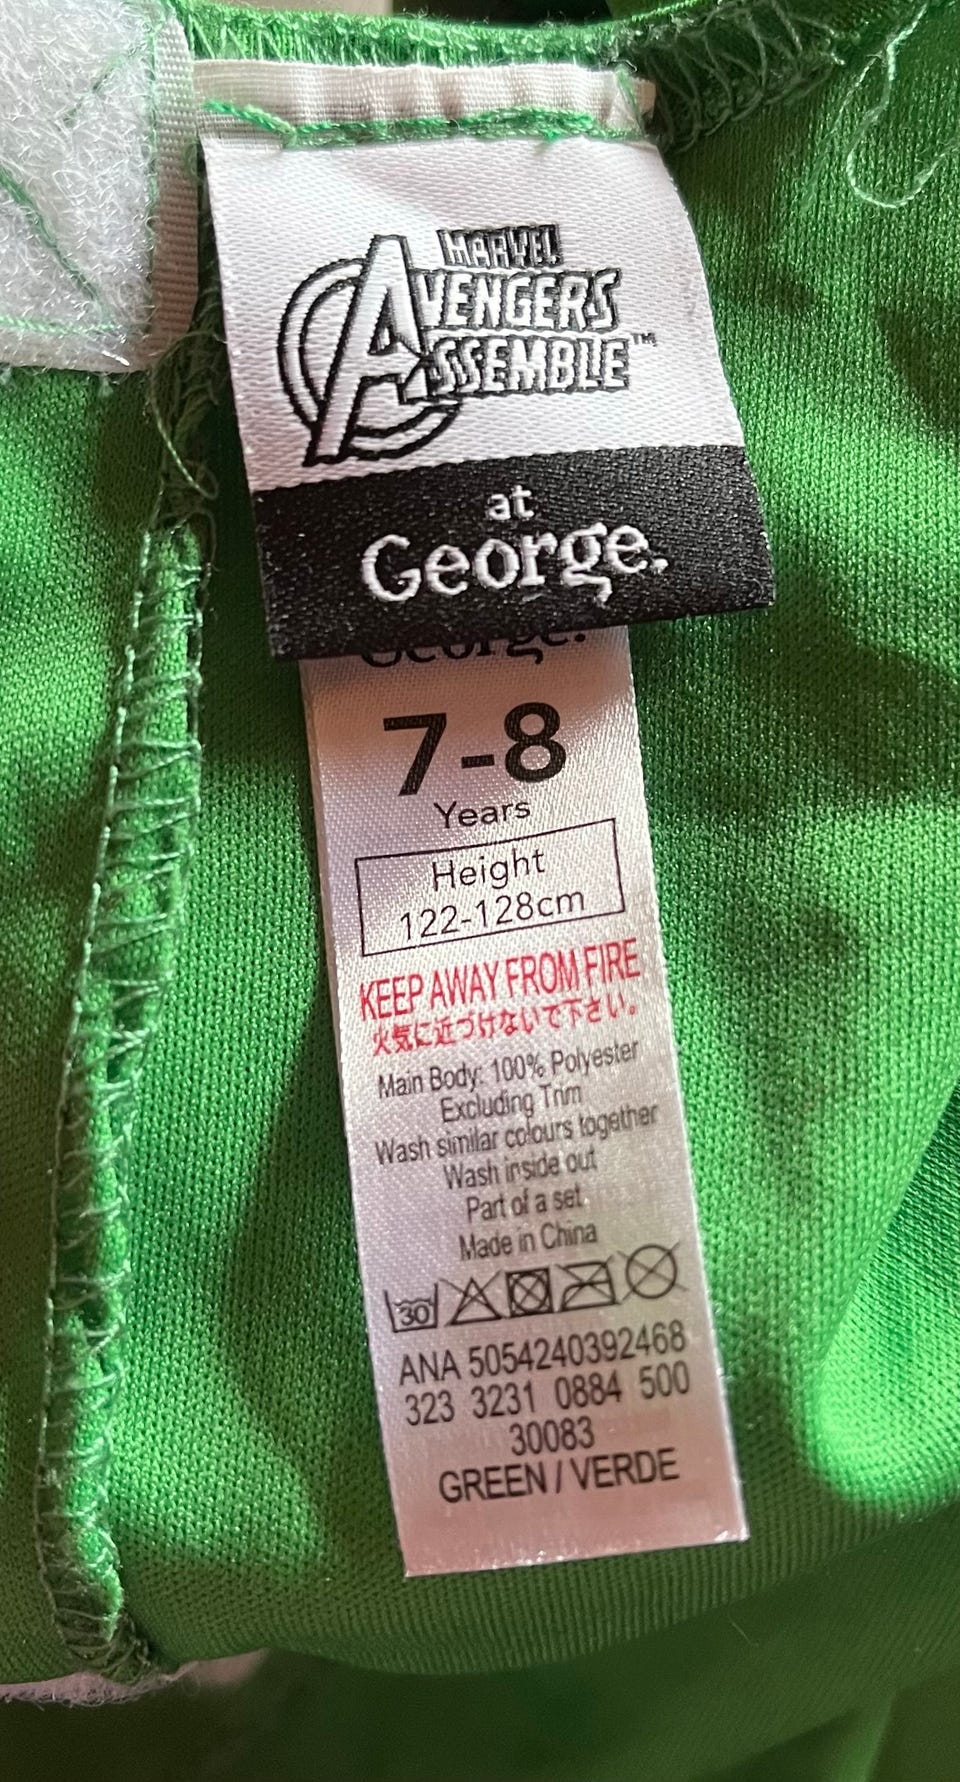 MARVEL
AVENGERS
ASSEMBLE™
at
George.
George.
7-8
Years
Height
122-128cm
KEEP AWAY FROM FIRE
火気に近づけないで下さい。
Main Body: 100% Polyester
Excluding Trim
Wash similar colours together
Wash inside out
Part of a set.
Made in China
30
ANA 5054240392468
323 3231 0884 500
30083
GREEN / VERDE